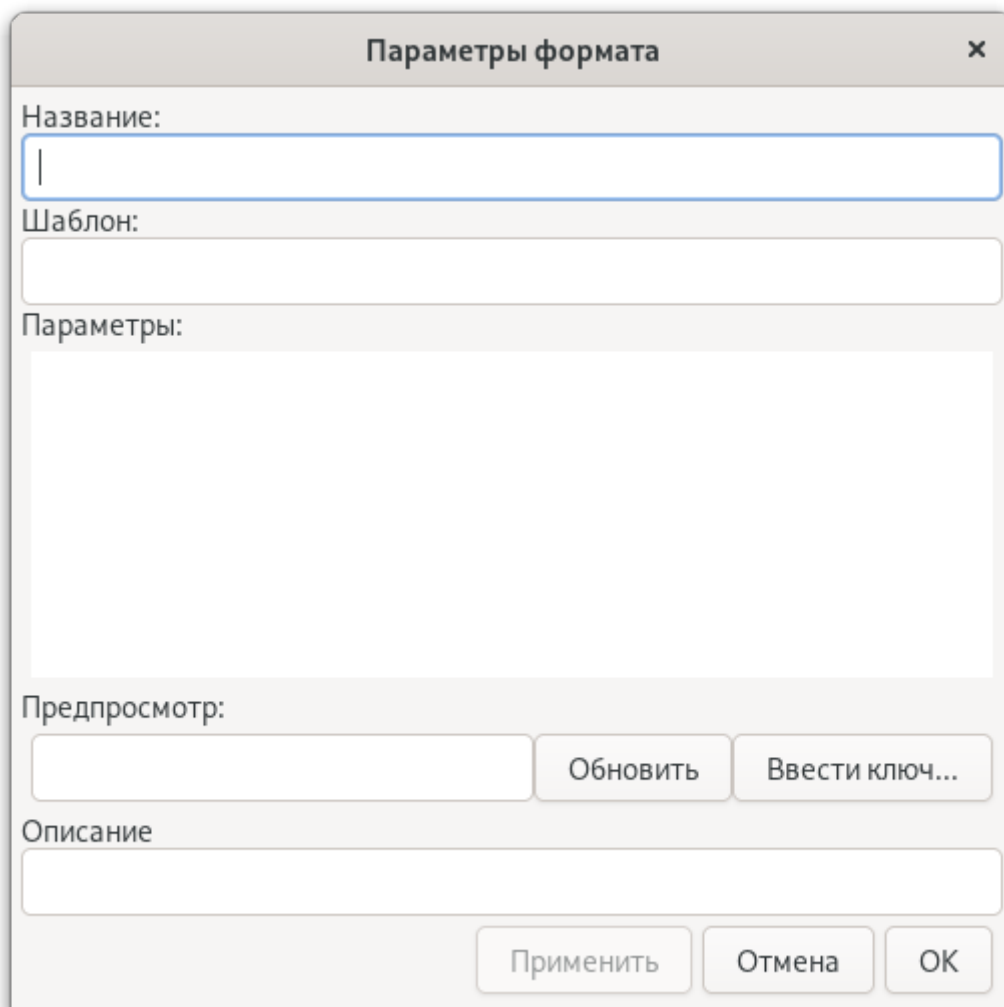 Параметры формата ×
Название:
Шаблон:
Параметры:
Предпросмотр:
Обновить Ввести ключ...
Описание
Применить Отмена OK